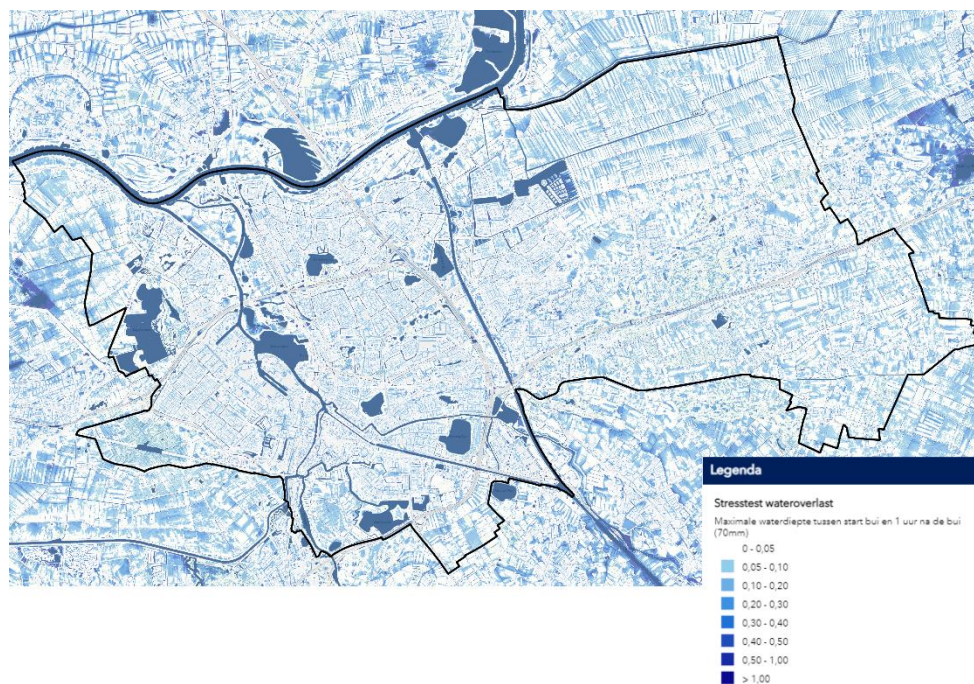 Legenda
Stresstest wateroverlast
Maximale waterdiepte tussen start bui en 1 uur na de bui
(70mm)
0 - 0,05
0,05 - 0,10
0,10 - 0,20
0,20 - 0,30
0,30 - 0,40
0,40 - 0,50
0,50 - 1,00
> 1,00